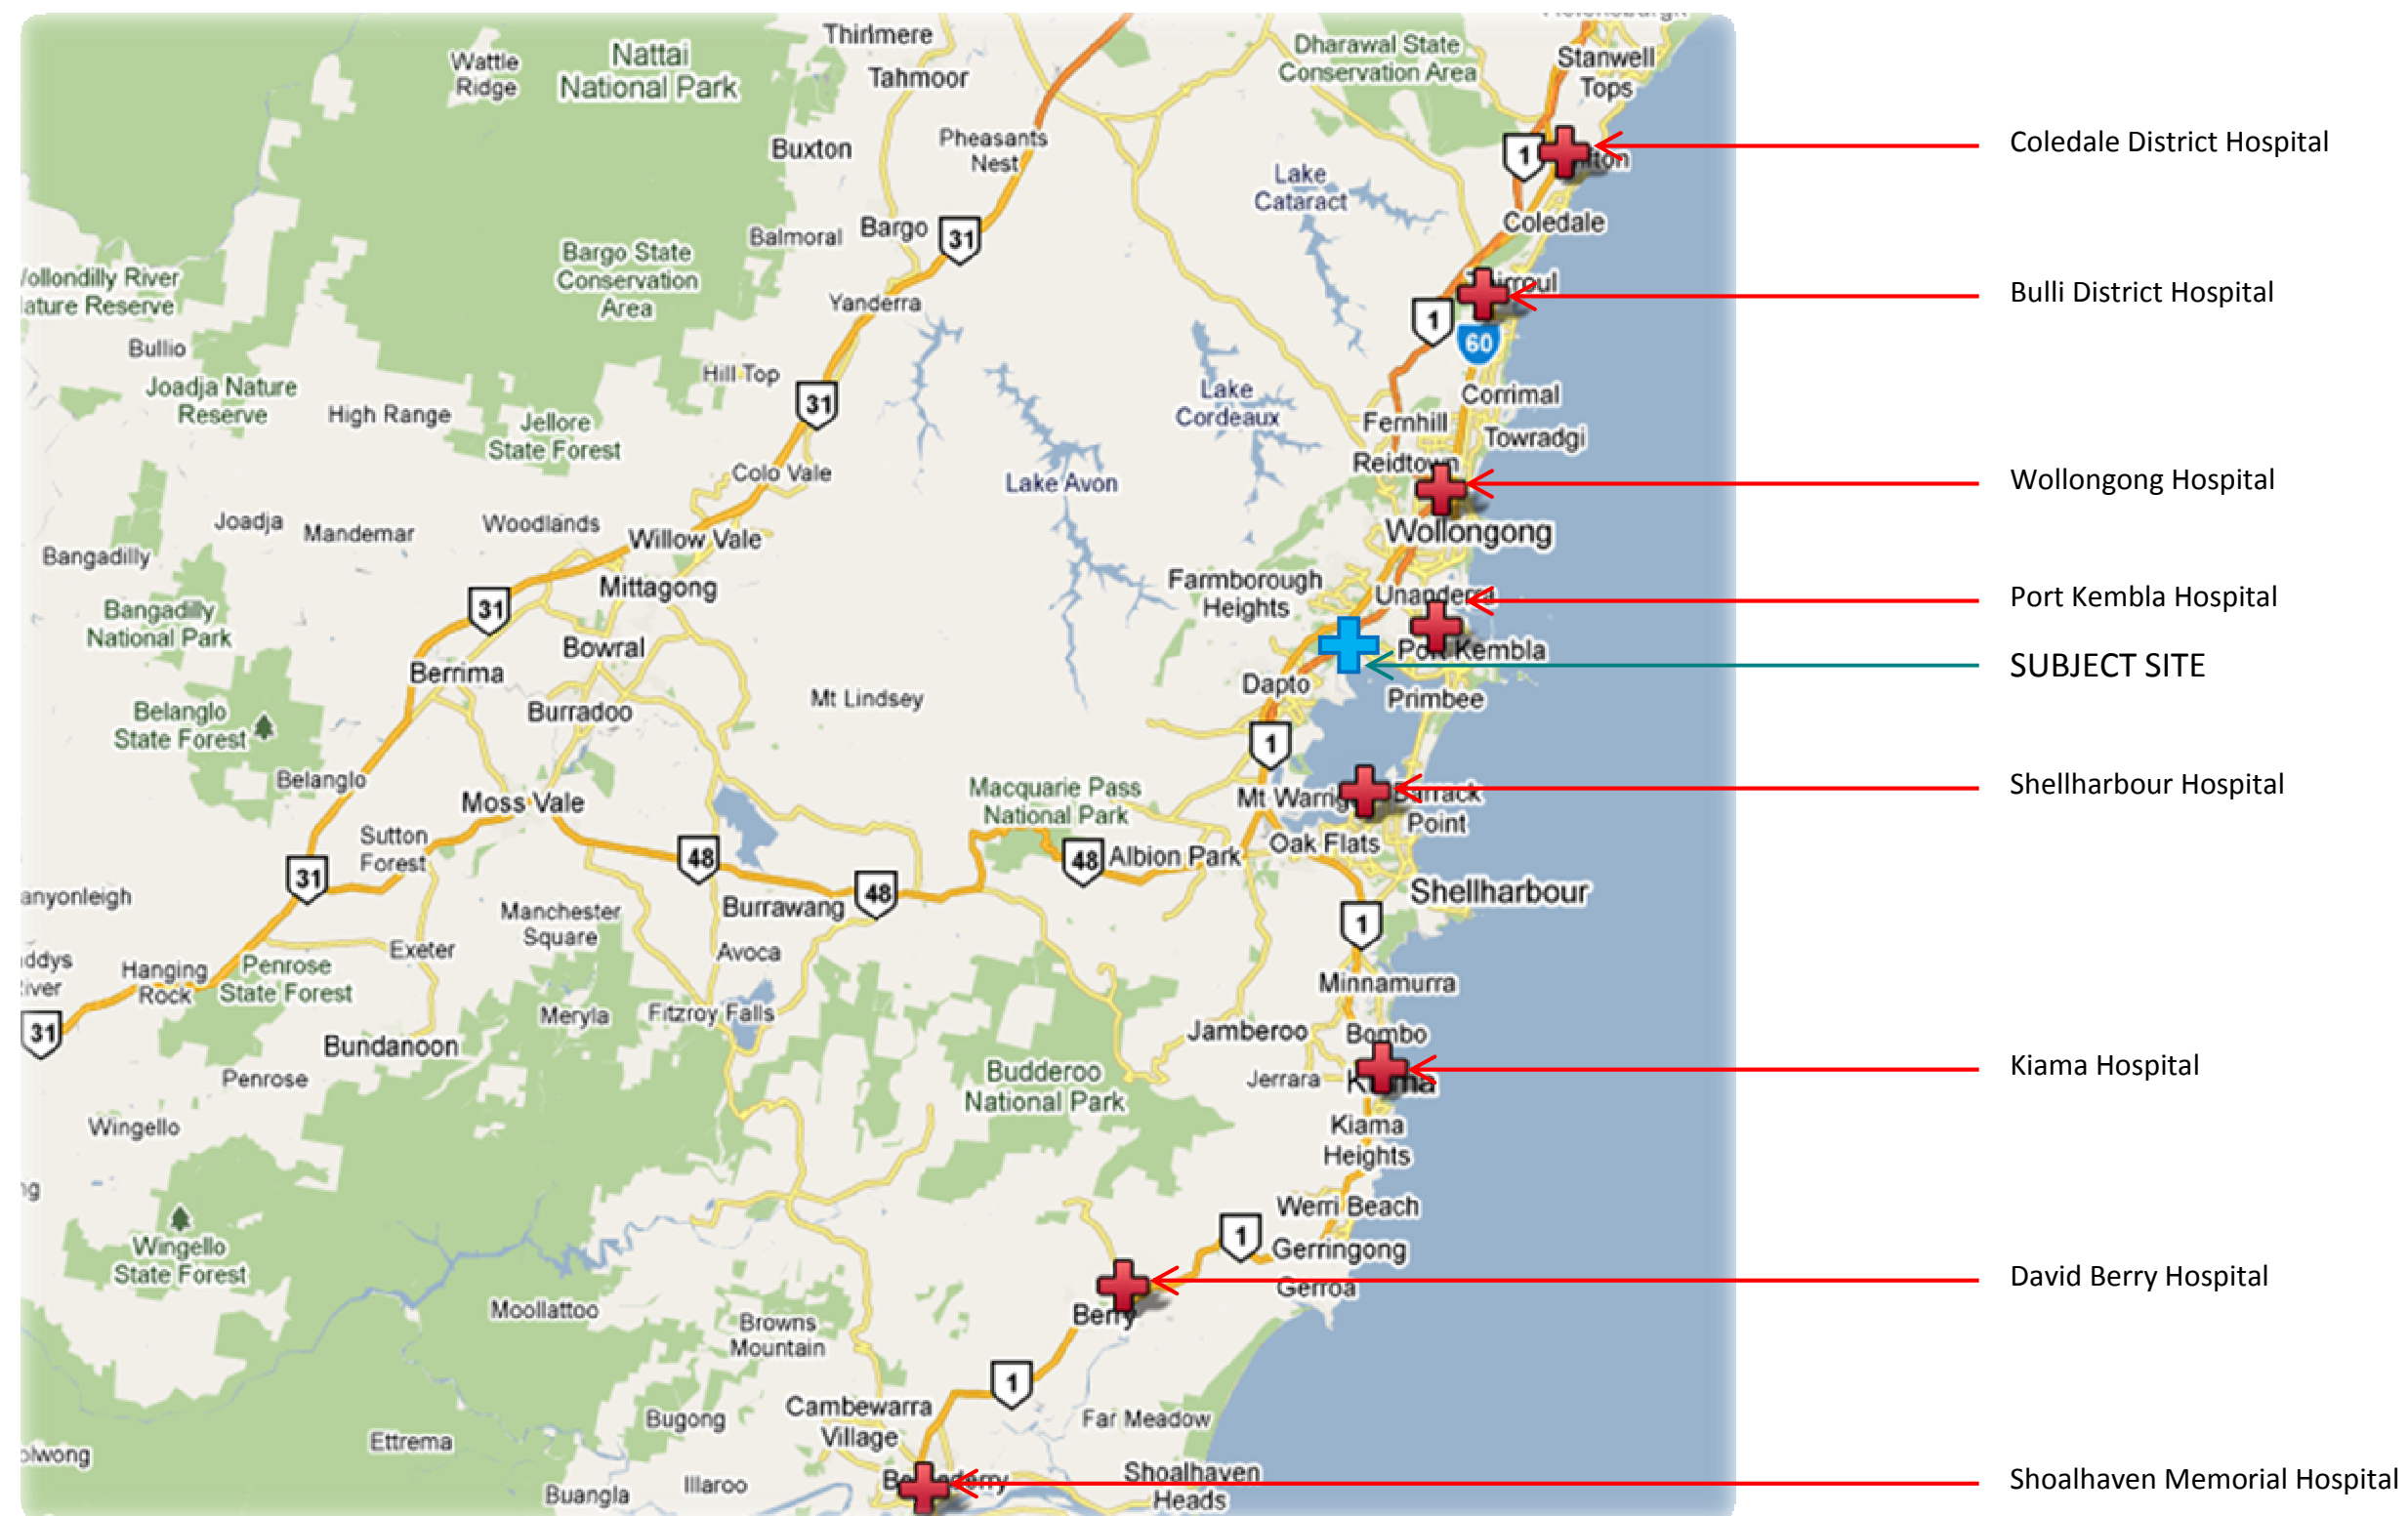 Thirlmere
Stanwell
Tops
Dharawal State
Conservation Area
Nattai
National Park
Wattle
Ridge
Tahmoor
Pheasants
Nest
Buxton
1
Coledale District Hospital
Lake
Cataract
Coledale
Balmoral
Bargo
31
Bargo State
Conservation
Area
Bulli District Hospital
Yanderra
1
60
Bullio
Hill Top
Joadja Nature
Reserve
High Range
31
Lake
Cordeaux
Corrimal
Fernhill
Towradgi
Jellore
State Forest
Reidtown
Colo Vale
Lake Avon
Wollongong Hospital
Joadja
Mandemar
Woodlands
Willow Vale
Wollongong
Bangadilly
Mittagong
Farmborough
Heights
Unanderra
Port Kembla Hospital
31
Bangadilly
National Park
Bowral
Port Kembla
SUBJECT SITE
Berrima
Dapto
Primbee
Mt Lindsey
Burradoo
Belanglo
State Forest
1
Belanglo
Moss Vale
Macquarie Pass
National Park
Barrack
Point
Shellharbour Hospital
Sutton
Forest
48
48
Albion Park
Oak Flats
31
48
Burrawang
Shellharbour
Manchester
Square
1
Exeter
Avoca
Hanging
Rock
Penrose
State Forest
Minnamurra
31
Meryla
Fitzroy Falls
Jamberoo
Bombo
Bundanoon
Penrose
Budderoo
National Park
Jerrara
Kiama
Kiama Hospital
Wingello
Kiama
Heights
Werri Beach
Wingello
State Forest
1
Gerringong
Gerroa
David Berry Hospital
Moollattoo
Berry
Browns
Mountain
1
Cambewarra
Village
Bugong
Far Meadow
Ettrema
Illaroo
Buangla
Shoalhaven
Heads
Shoalhaven Memorial Hospital